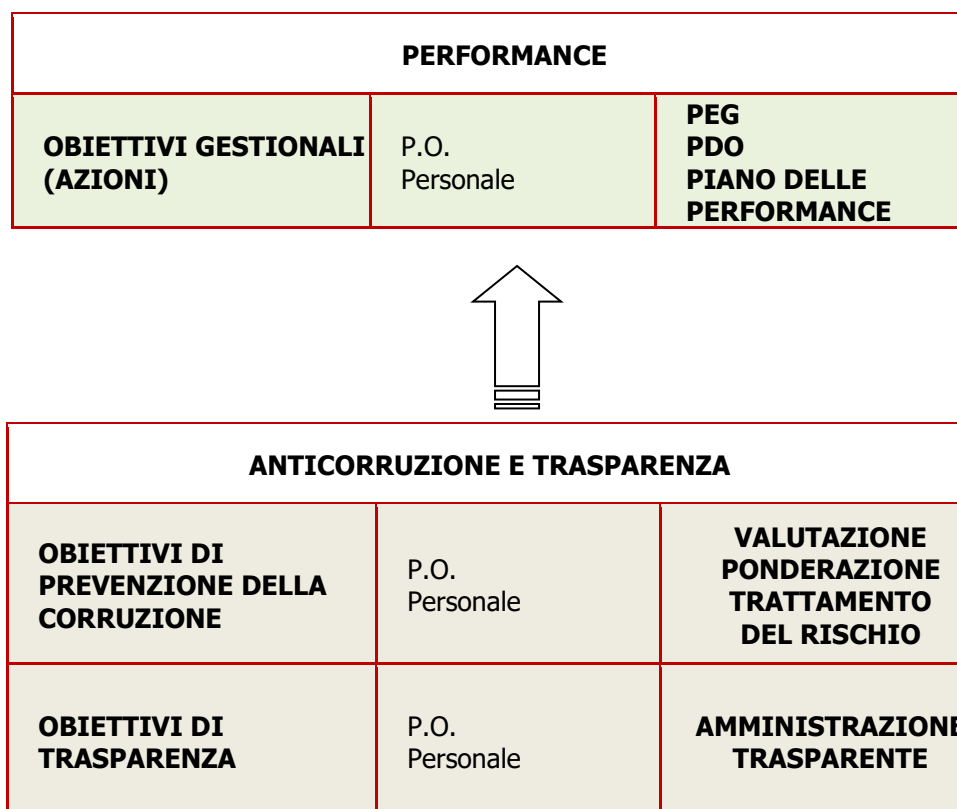 PERFORMANCE
OBIETTIVI GESTIONALI
(AZIONI)
P.O.
Personale
PEG
PDO
PIANO DELLE
PERFORMANCE
ANTICORRUZIONE E TRASPARENZA
OBIETTIVI DI
PREVENZIONE DELLA
CORRUZIONE
P.O.
Personale
VALUTAZIONE
PONDERAZIONE
TRATTAMENTO
DEL RISCHIO
OBIETTIVI DI
TRASPARENZA
P.O.
Personale
AMMINISTRAZIONE
TRASPARENTE